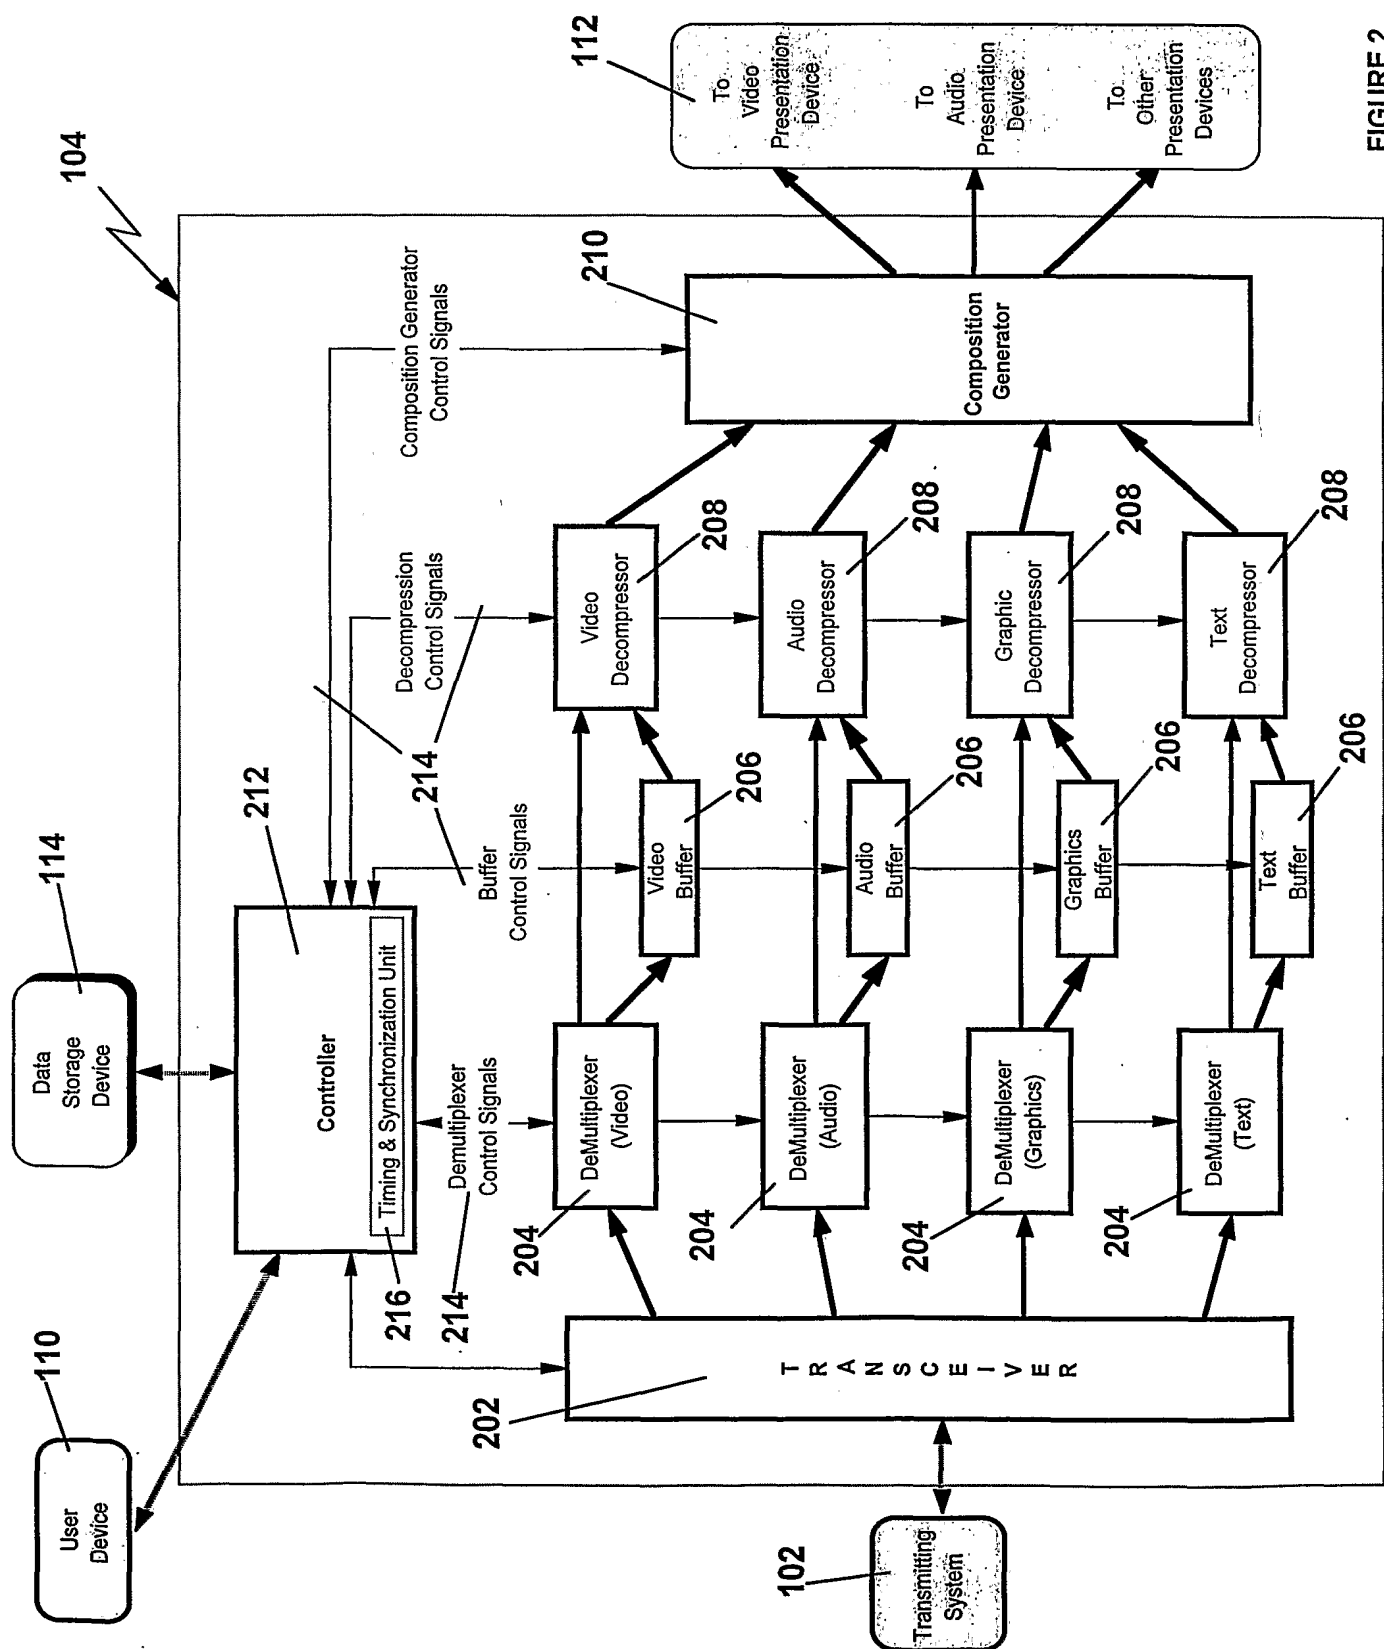 110
User
Device
114
Data
Storage
Device
104
212
Controller
Timing & Synchronization Unit
216
214
Demultiplexer
Control Signals
214
Buffer
Control Signals
Decompression
Control Signals
Composition Generator
Control Signals
102
Transmitting
System
202
TRANSCEIVER
204
DeMultiplexer
(Video)
Video
Buffer
206
Video
Decompressor
208
204
DeMultiplexer
(Audio)
Audio
Buffer
206
Audio
Decompressor
208
204
DeMultiplexer
(Graphics)
Graphics
Buffer
206
Graphic
Decompressor
208
204
DeMultiplexer
(Text)
Text
Buffer
206
Text
Decompressor
208
210
Composition
Generator
112
To
Video
Presentation
Device
To
Audio
Presentation
Device
To
Other
Presentation
Devices
FIGURE 2